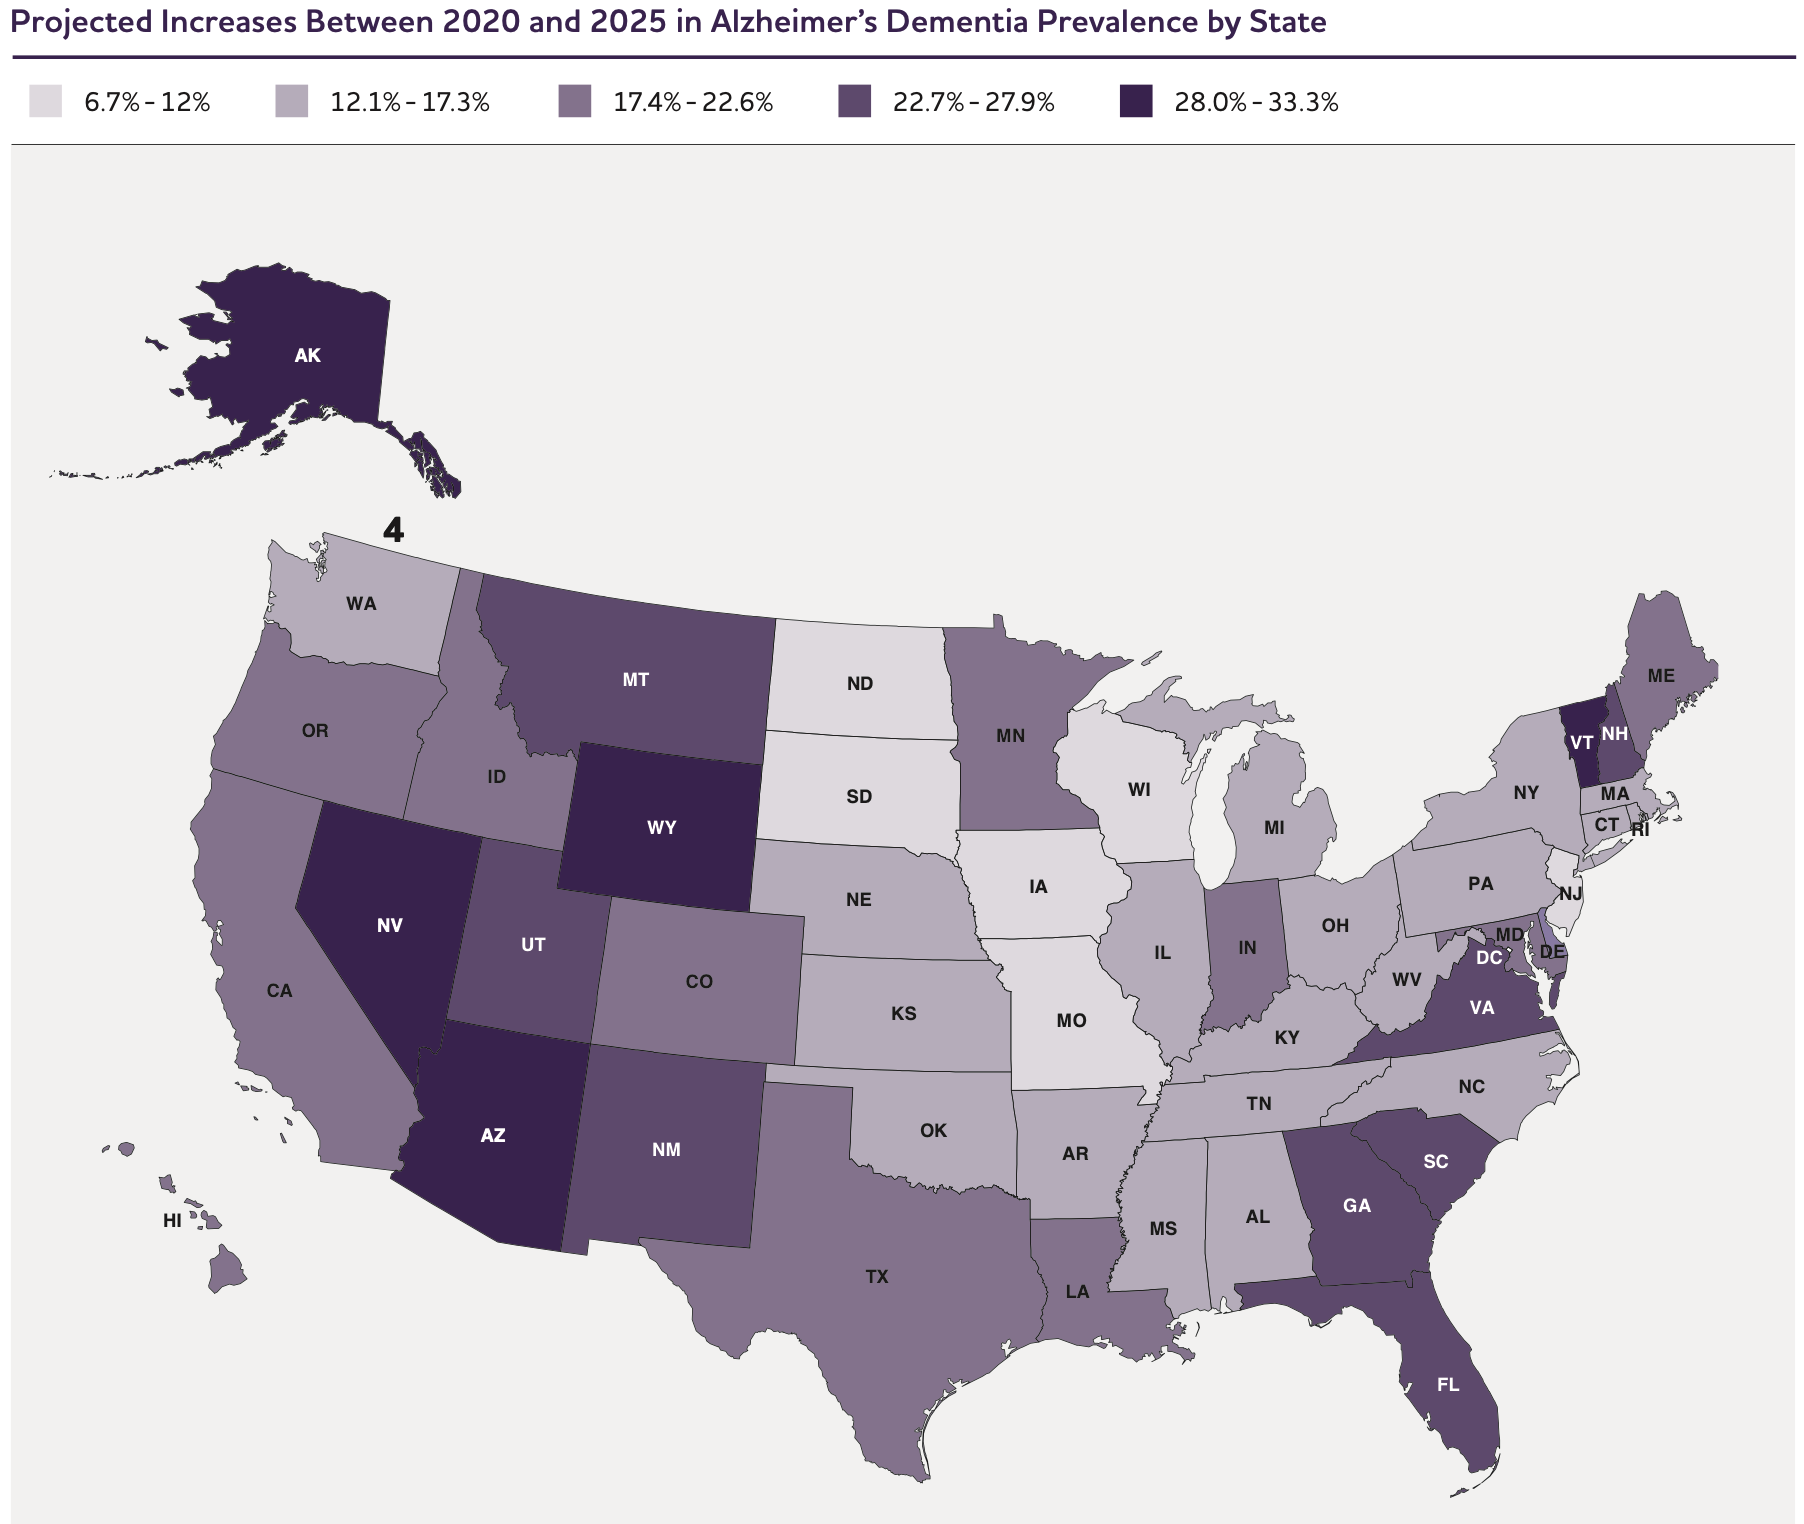 Projected Increases Between 2020 and 2025 in Alzheimer’s Dementia Prevalence by State
6.7% – 12% 12.1% – 17.3% 17.4% – 22.6% 22.7% – 27.9% 28.0% – 33.3%
AK
4
WA
MT
ND
ME
OR
MN
VT NH
ID
SD
WI
NY
MA
WY
MI
CT RI
NE
IA
PA
NJ
NV
UT
OH
MD
CO
IL
IN
DE
DC
CA
KS
MO
WV
VA
KY
NC
AZ
NM
OK
AR
TN
SC
HI
MS
AL
GA
TX
LA
FL